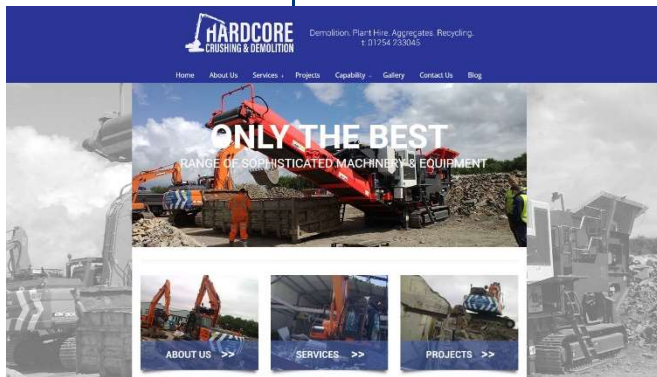 HARDCORE
CRUSHING & DEMOLITION
Demolition. Plant Hire. Aggregates. Recycling.
t: 01254 233045
Home About Us Services Projects Capability Gallery Contact Us Blog
ONLY THE BEST
RANGE OF SOPHISTICATED MACHINERY & EQUIPMENT
ABOUT US >> SERVICES >> PROJECTS >>